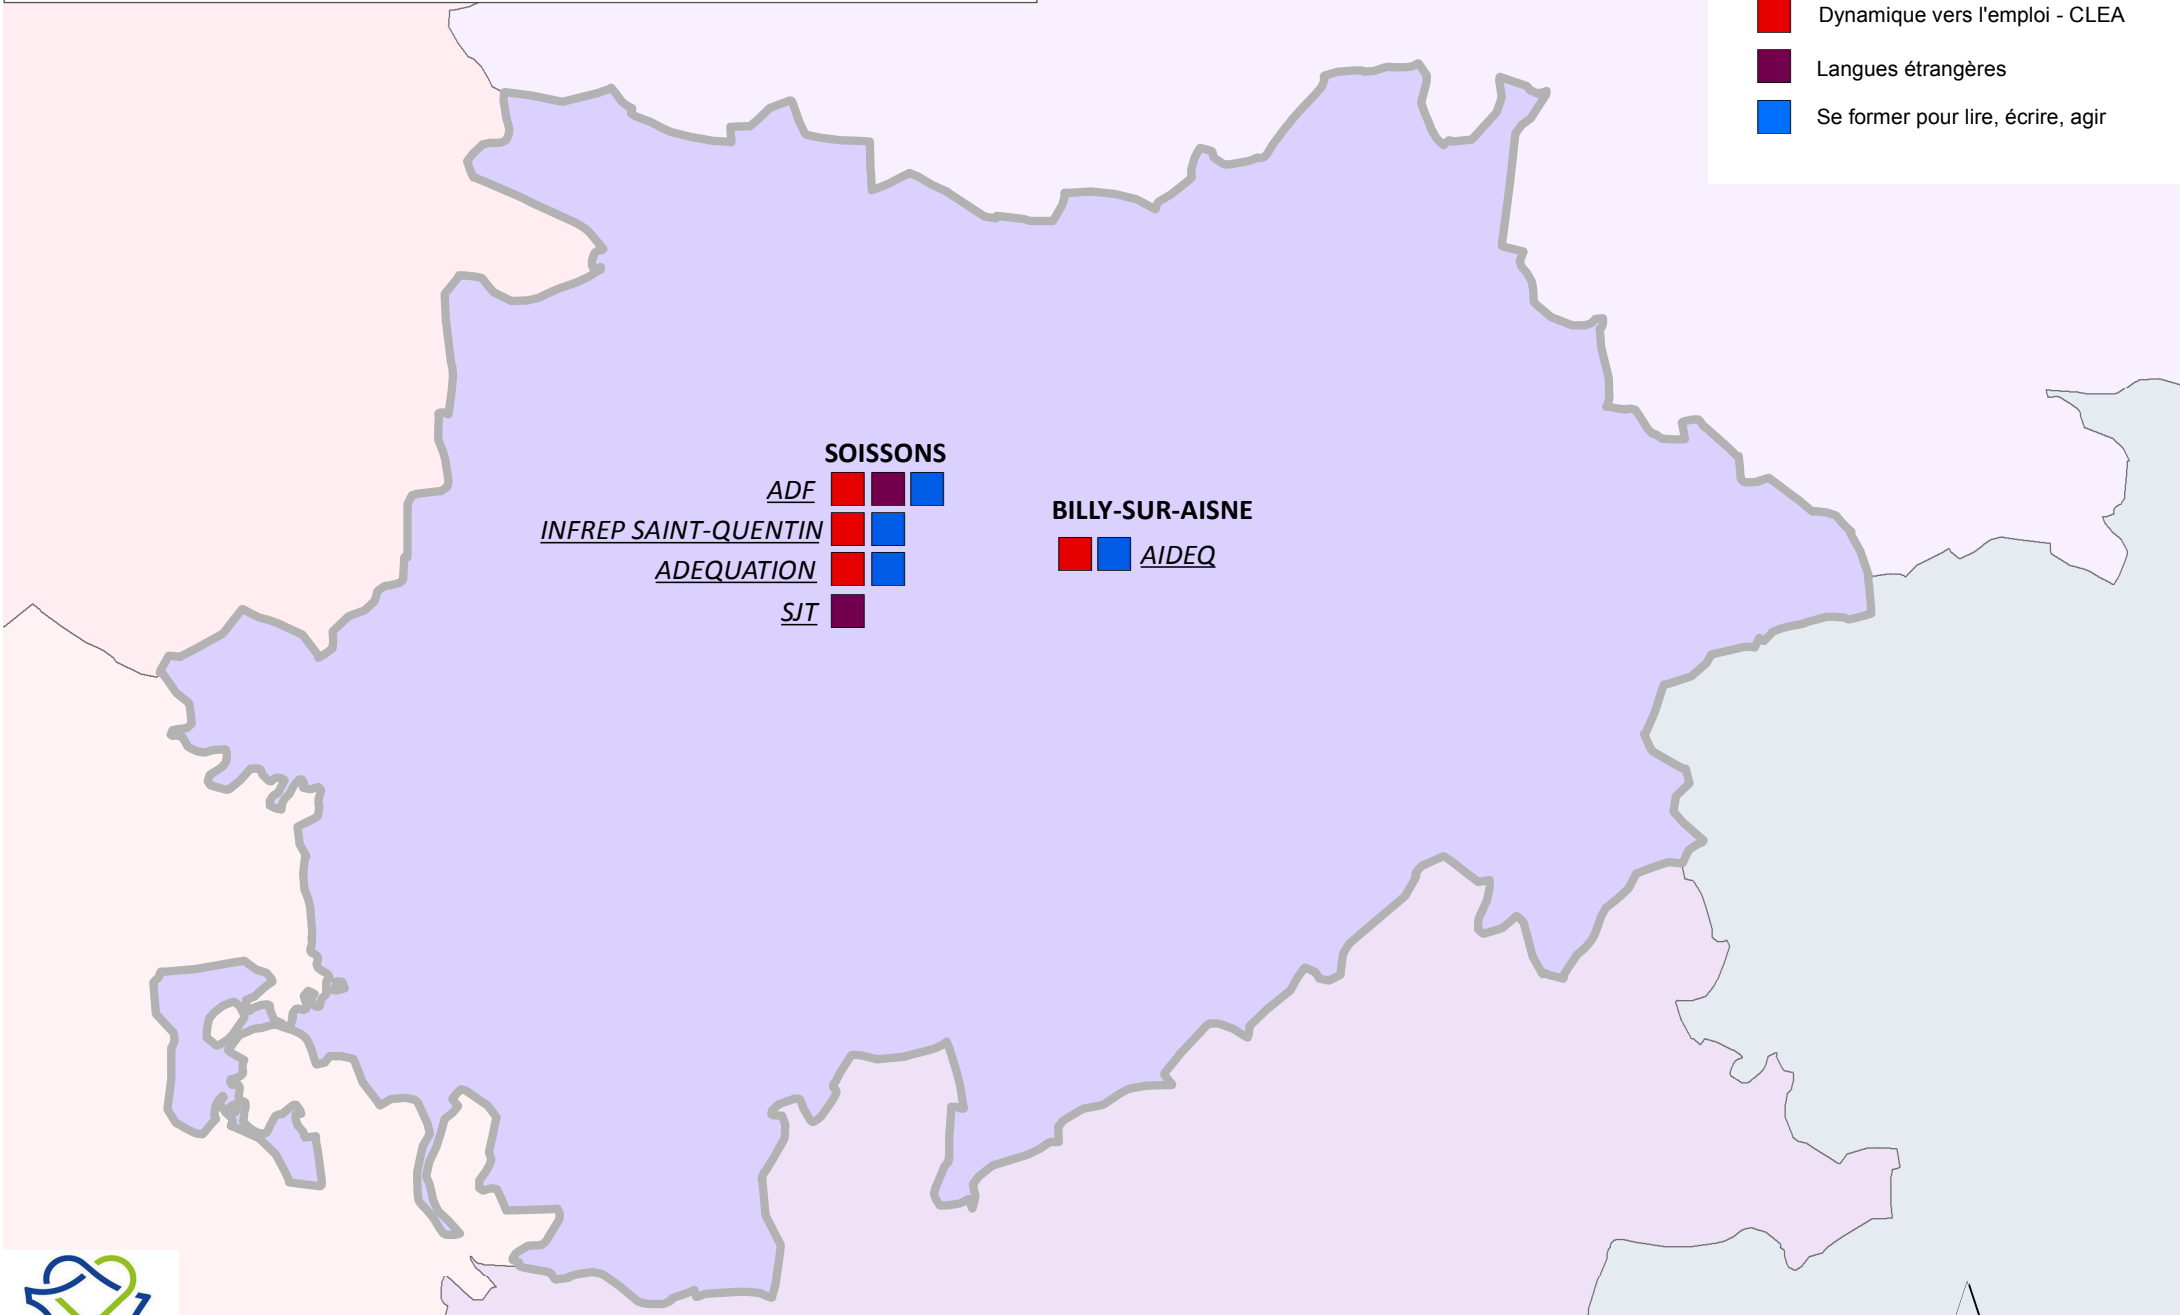 Dynamique vers l'emploi - CLEA
Langues étrangères
Se former pour lire, écrire, agir
SOISSONS
ADF
INFREP SAINT-QUENTIN
ADEQUATION
SJT
BILLY-SUR-AISNE
AIDEQ